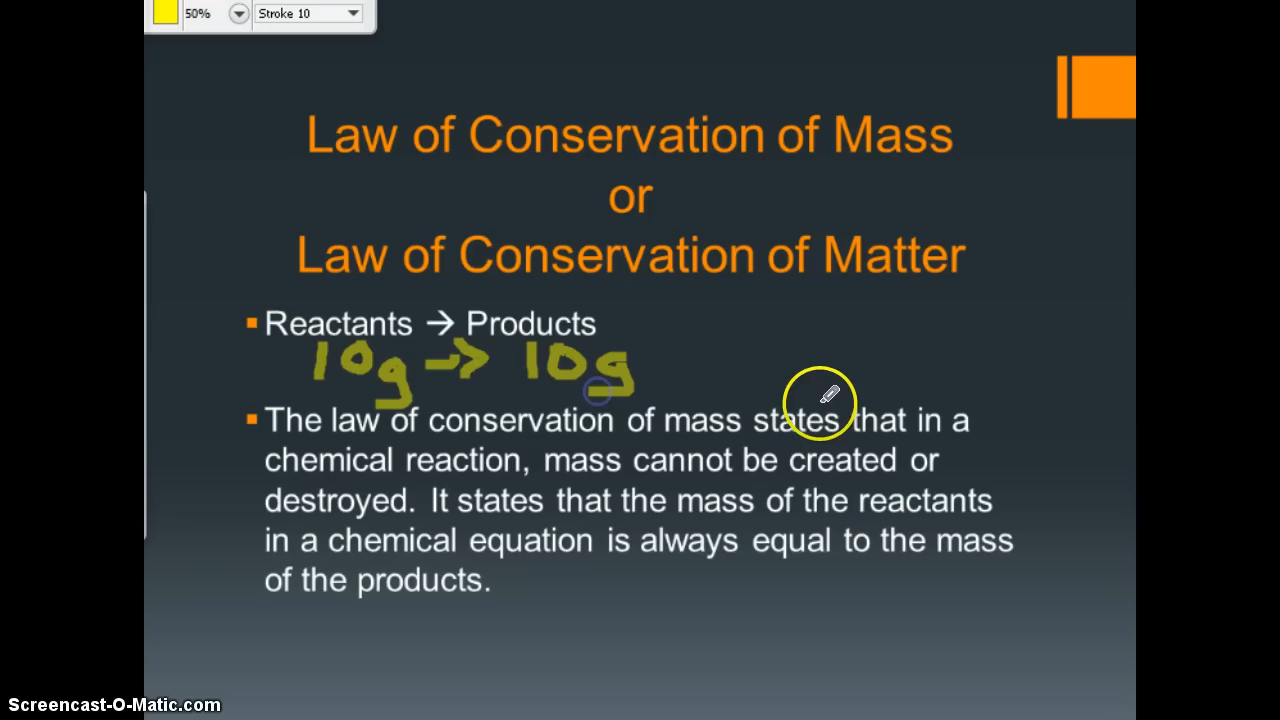 50% Stroke 10
Law of Conservation of Mass
or
Law of Conservation of Matter
▪ Reactants → Products
10g -> 10g
▪ The law of conservation of mass states that in a
chemical reaction, mass cannot be created or
destroyed. It states that the mass of the reactants
in a chemical equation is always equal to the mass
of the products.
Screencast-O-Matic.com